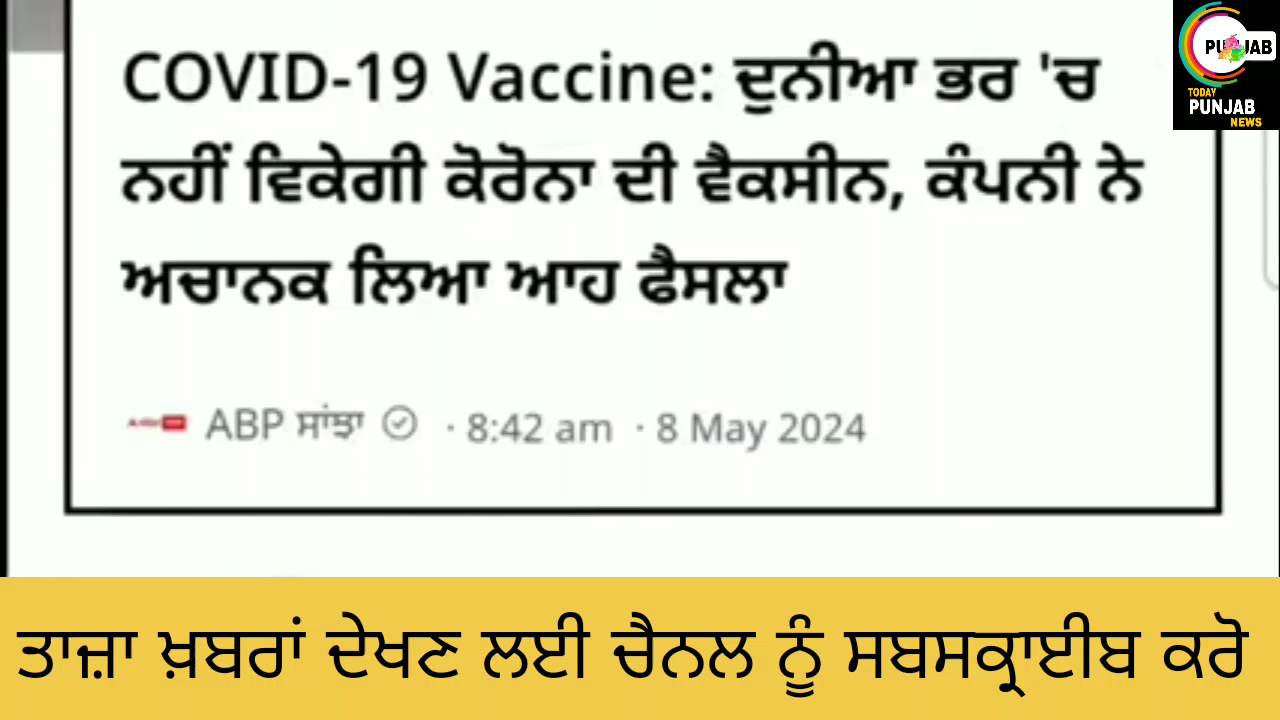 COVID-19 Vaccine: ਦੁਨੀਆ ਭਰ 'ਚ
ਨਹੀਂ ਵਿਕੇਗੀ ਕੋਰੋਨਾ ਦੀ ਵੈਕਸੀਨ, ਕੰਪਨੀ ਨੇ
ਅਚਾਨਕ ਲਿਆ ਆਹ ਫੈਸਲਾ
ABP ਸਾਂਝਾ · 8:42 am · 8 May 2024
PUNJAB
TODAY
PUNJAB
NEWS
ਤਾਜ਼ਾ ਖ਼ਬਰਾਂ ਦੇਖਣ ਲਈ ਚੈਨਲ ਨੂੰ ਸਬਸਕ੍ਰਾਈਬ ਕਰੋ